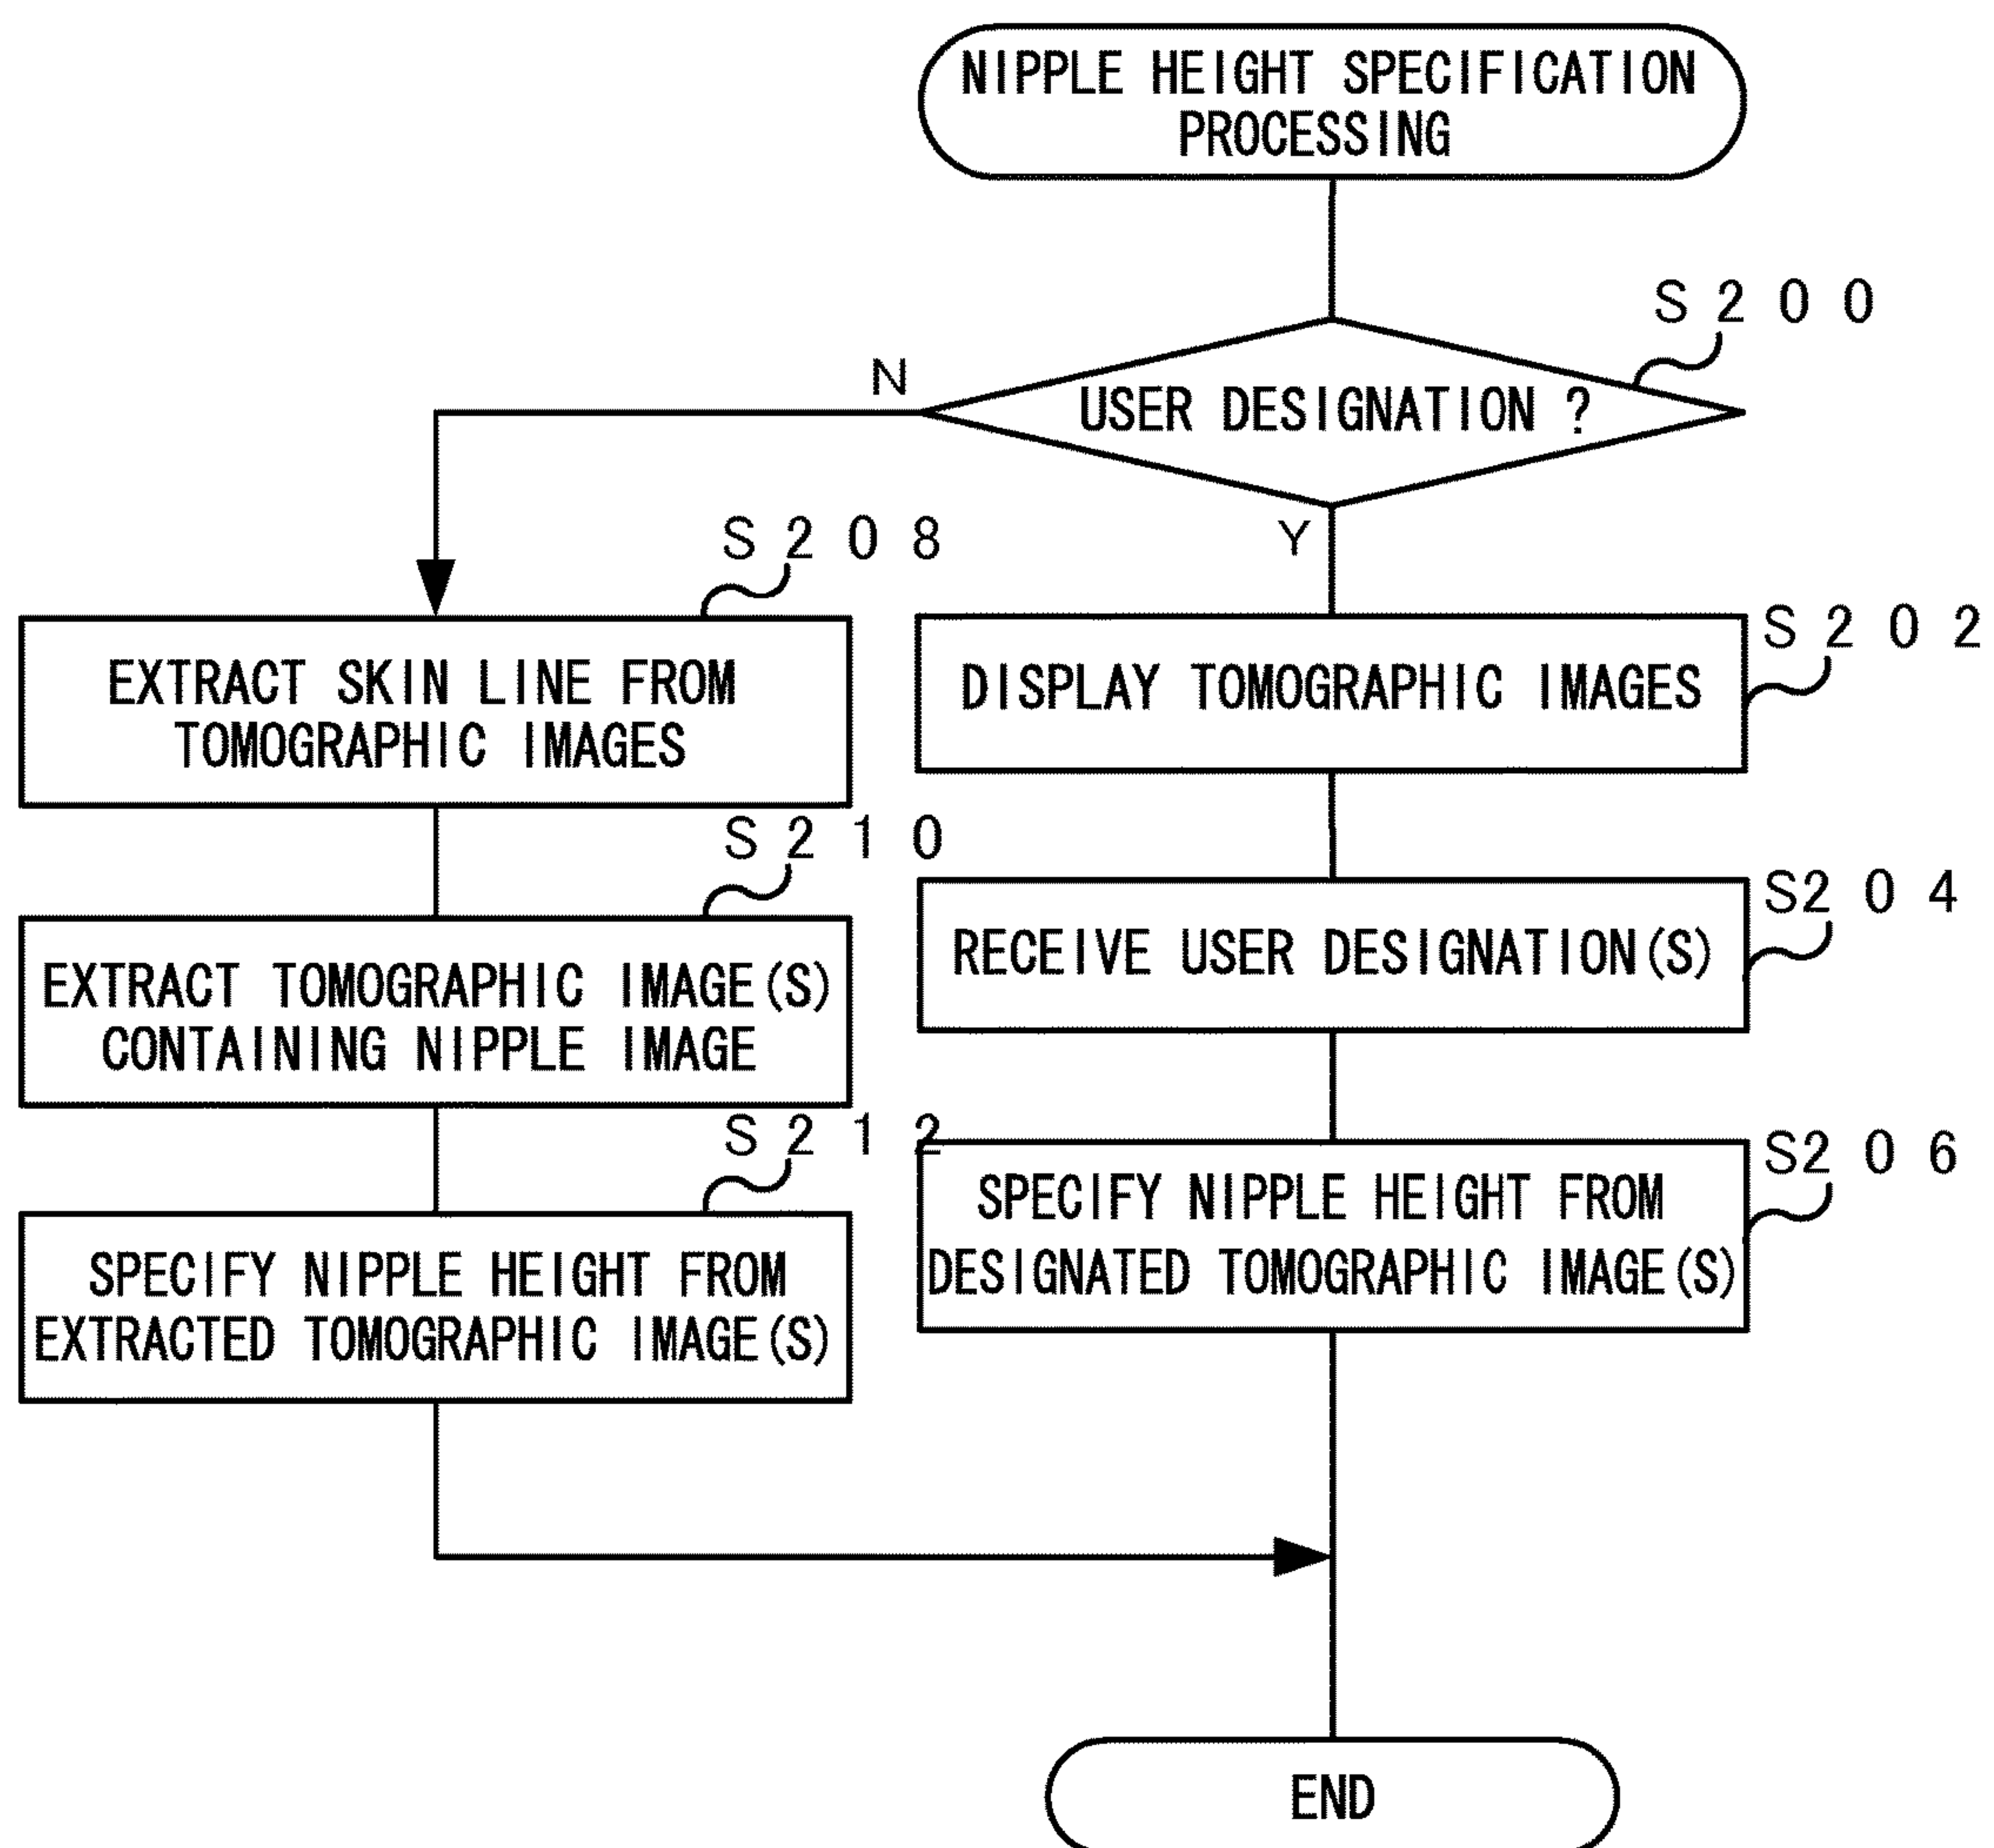 NIPPLE HEIGHT SPECIFICATION
PROCESSING
S200
USER DESIGNATION ?
N
Y
S208
EXTRACT SKIN LINE FROM
TOMOGRAPHIC IMAGES
S202
DISPLAY TOMOGRAPHIC IMAGES
S210
EXTRACT TOMOGRAPHIC IMAGE(S)
CONTAINING NIPPLE IMAGE
S204
RECEIVE USER DESIGNATION(S)
S212
SPECIFY NIPPLE HEIGHT FROM
EXTRACTED TOMOGRAPHIC IMAGE(S)
S206
SPECIFY NIPPLE HEIGHT FROM
DESIGNATED TOMOGRAPHIC IMAGE(S)
END